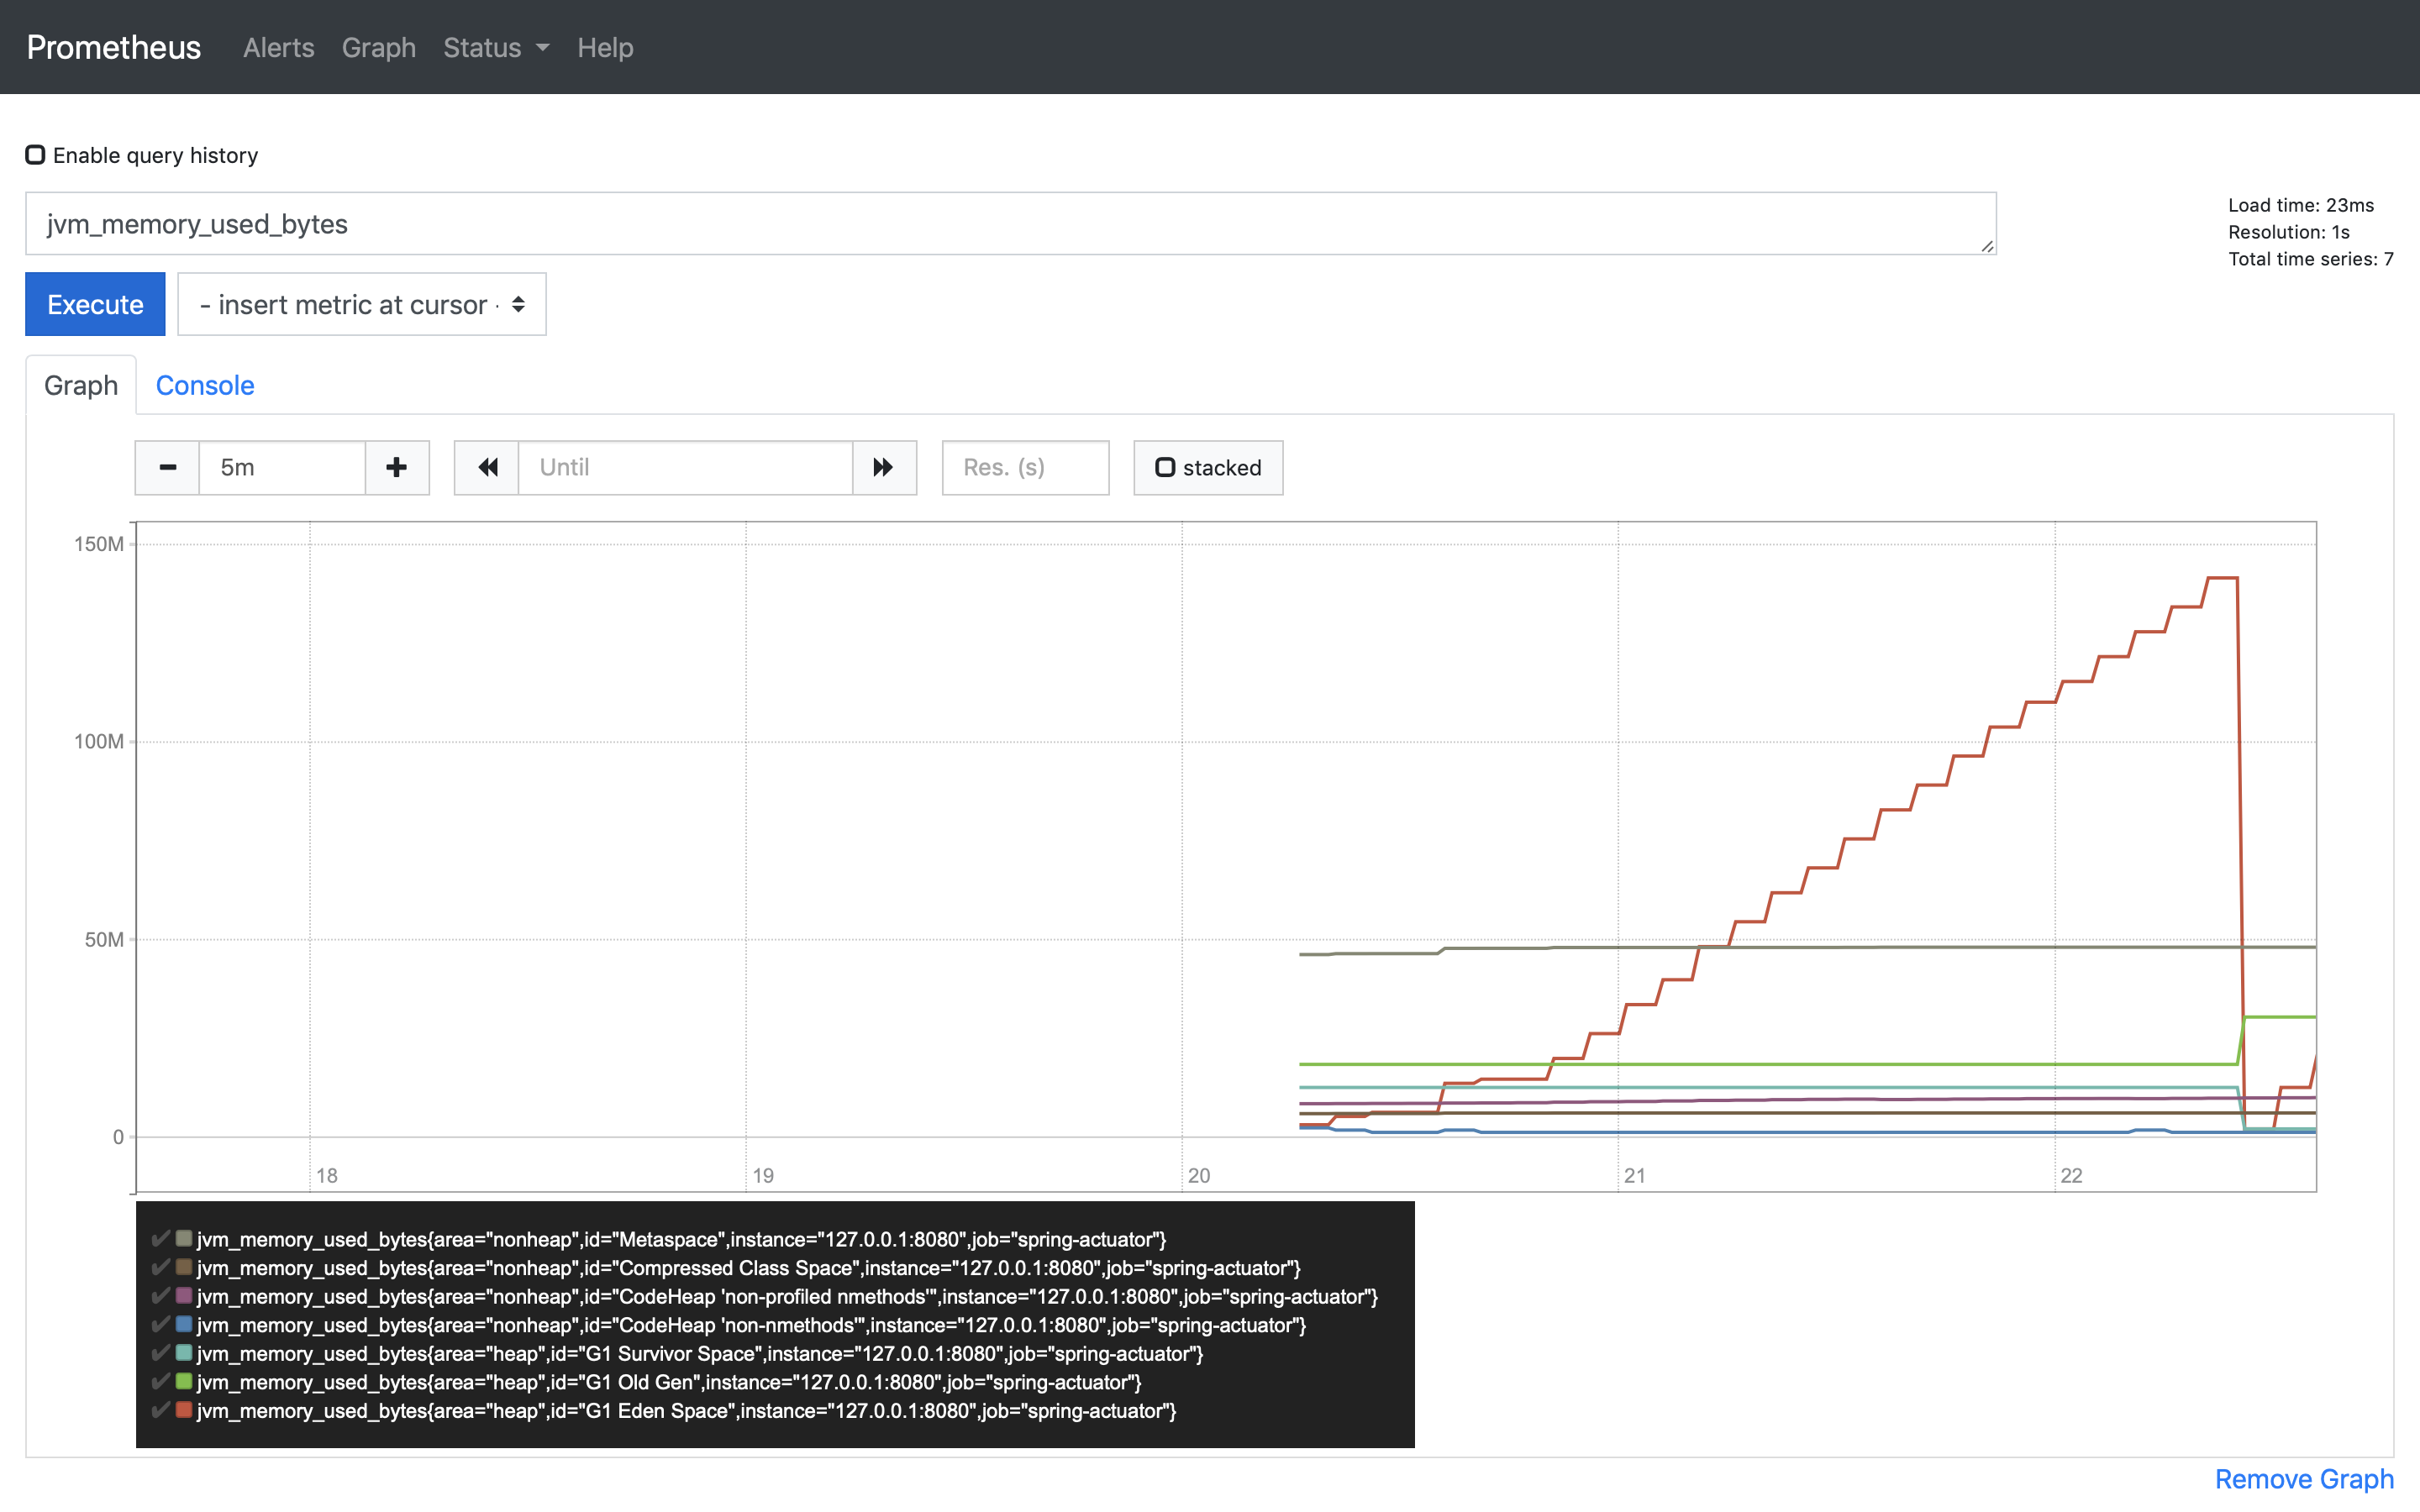 Prometheus Alerts Graph Status Help
Enable query history
jvm_memory_used_bytes
Load time: 23ms
Resolution: 1s
Total time series: 7
Execute
- insert metric at cursor -
Graph Console
5m Until Res. (s) stacked
150M
100M
50M
0
18 19 20 21 22
jvm_memory_used_bytes{area="nonheap",id="Metaspace",instance="127.0.0.1:8080",job="spring-actuator"}
jvm_memory_used_bytes{area="nonheap",id="Compressed Class Space",instance="127.0.0.1:8080",job="spring-actuator"}
jvm_memory_used_bytes{area="nonheap",id="CodeHeap 'non-profiled nmethods'",instance="127.0.0.1:8080",job="spring-actuator"}
jvm_memory_used_bytes{area="nonheap",id="CodeHeap 'non-nmethods'",instance="127.0.0.1:8080",job="spring-actuator"}
jvm_memory_used_bytes{area="heap",id="G1 Survivor Space",instance="127.0.0.1:8080",job="spring-actuator"}
jvm_memory_used_bytes{area="heap",id="G1 Old Gen",instance="127.0.0.1:8080",job="spring-actuator"}
jvm_memory_used_bytes{area="heap",id="G1 Eden Space",instance="127.0.0.1:8080",job="spring-actuator"}
Remove Graph